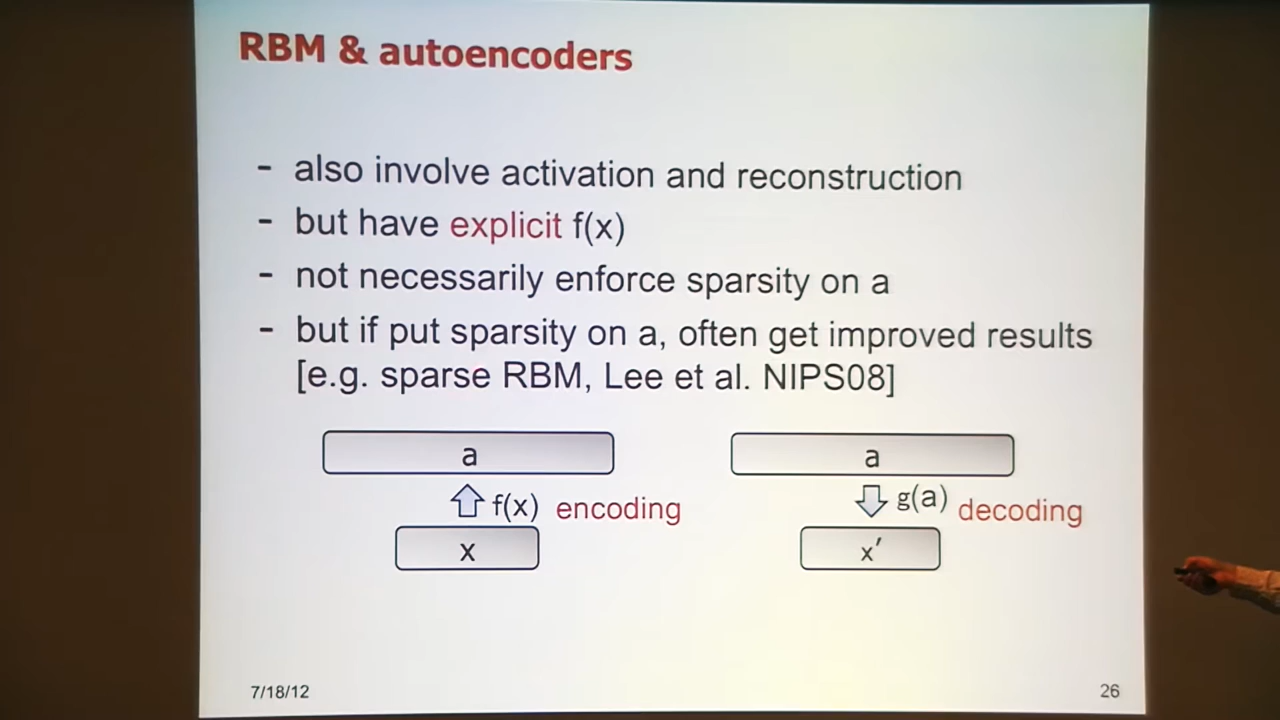 RBM & autoencoders
- also involve activation and reconstruction
- but have explicit f(x)
- not necessarily enforce sparsity on a
- but if put sparsity on a, often get improved results
[e.g. sparse RBM, Lee et al. NIPS08]
a
f(x) encoding
x
a
g(a) decoding
x′
7/18/12
26